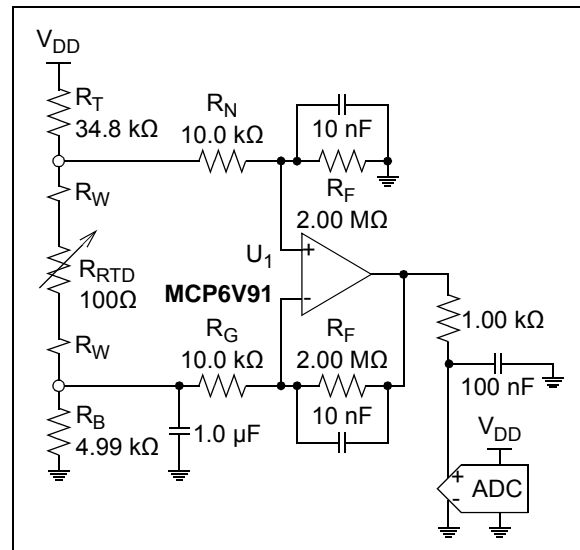 VDD
RT
34.8 kΩ
RN
10.0 kΩ
10 nF
RF
2.00 MΩ
RW
RRTD
100Ω
U1
+
-
MCP6V91
RW
RG
10.0 kΩ
RF
2.00 MΩ
10 nF
1.00 kΩ
100 nF
RB
4.99 kΩ
1.0 µF
VDD
+
-
ADC